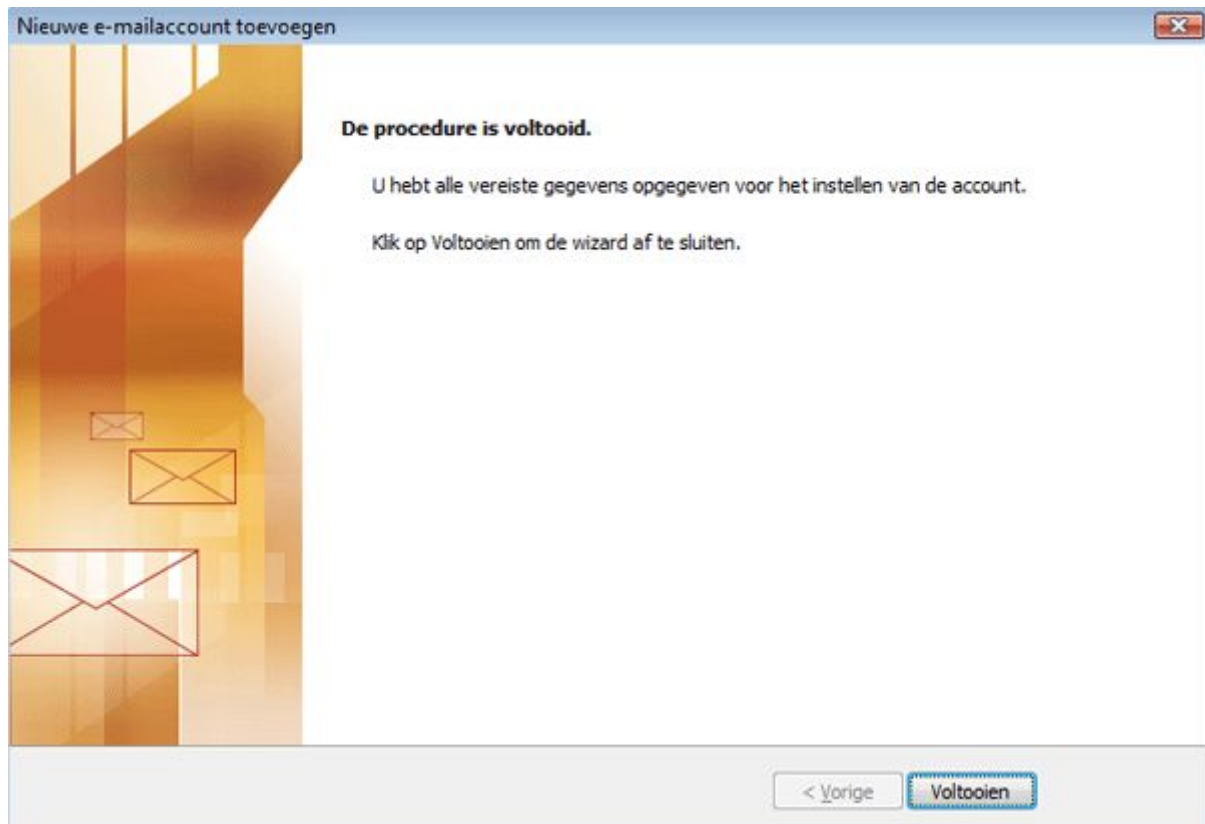 Nieuwe e-mailaccount toevoegen
De procedure is voltooid.
U hebt alle vereiste gegevens opgegeven voor het instellen van de account.
Klik op Voltooien om de wizard af te sluiten.
< Vorige
Voltooien